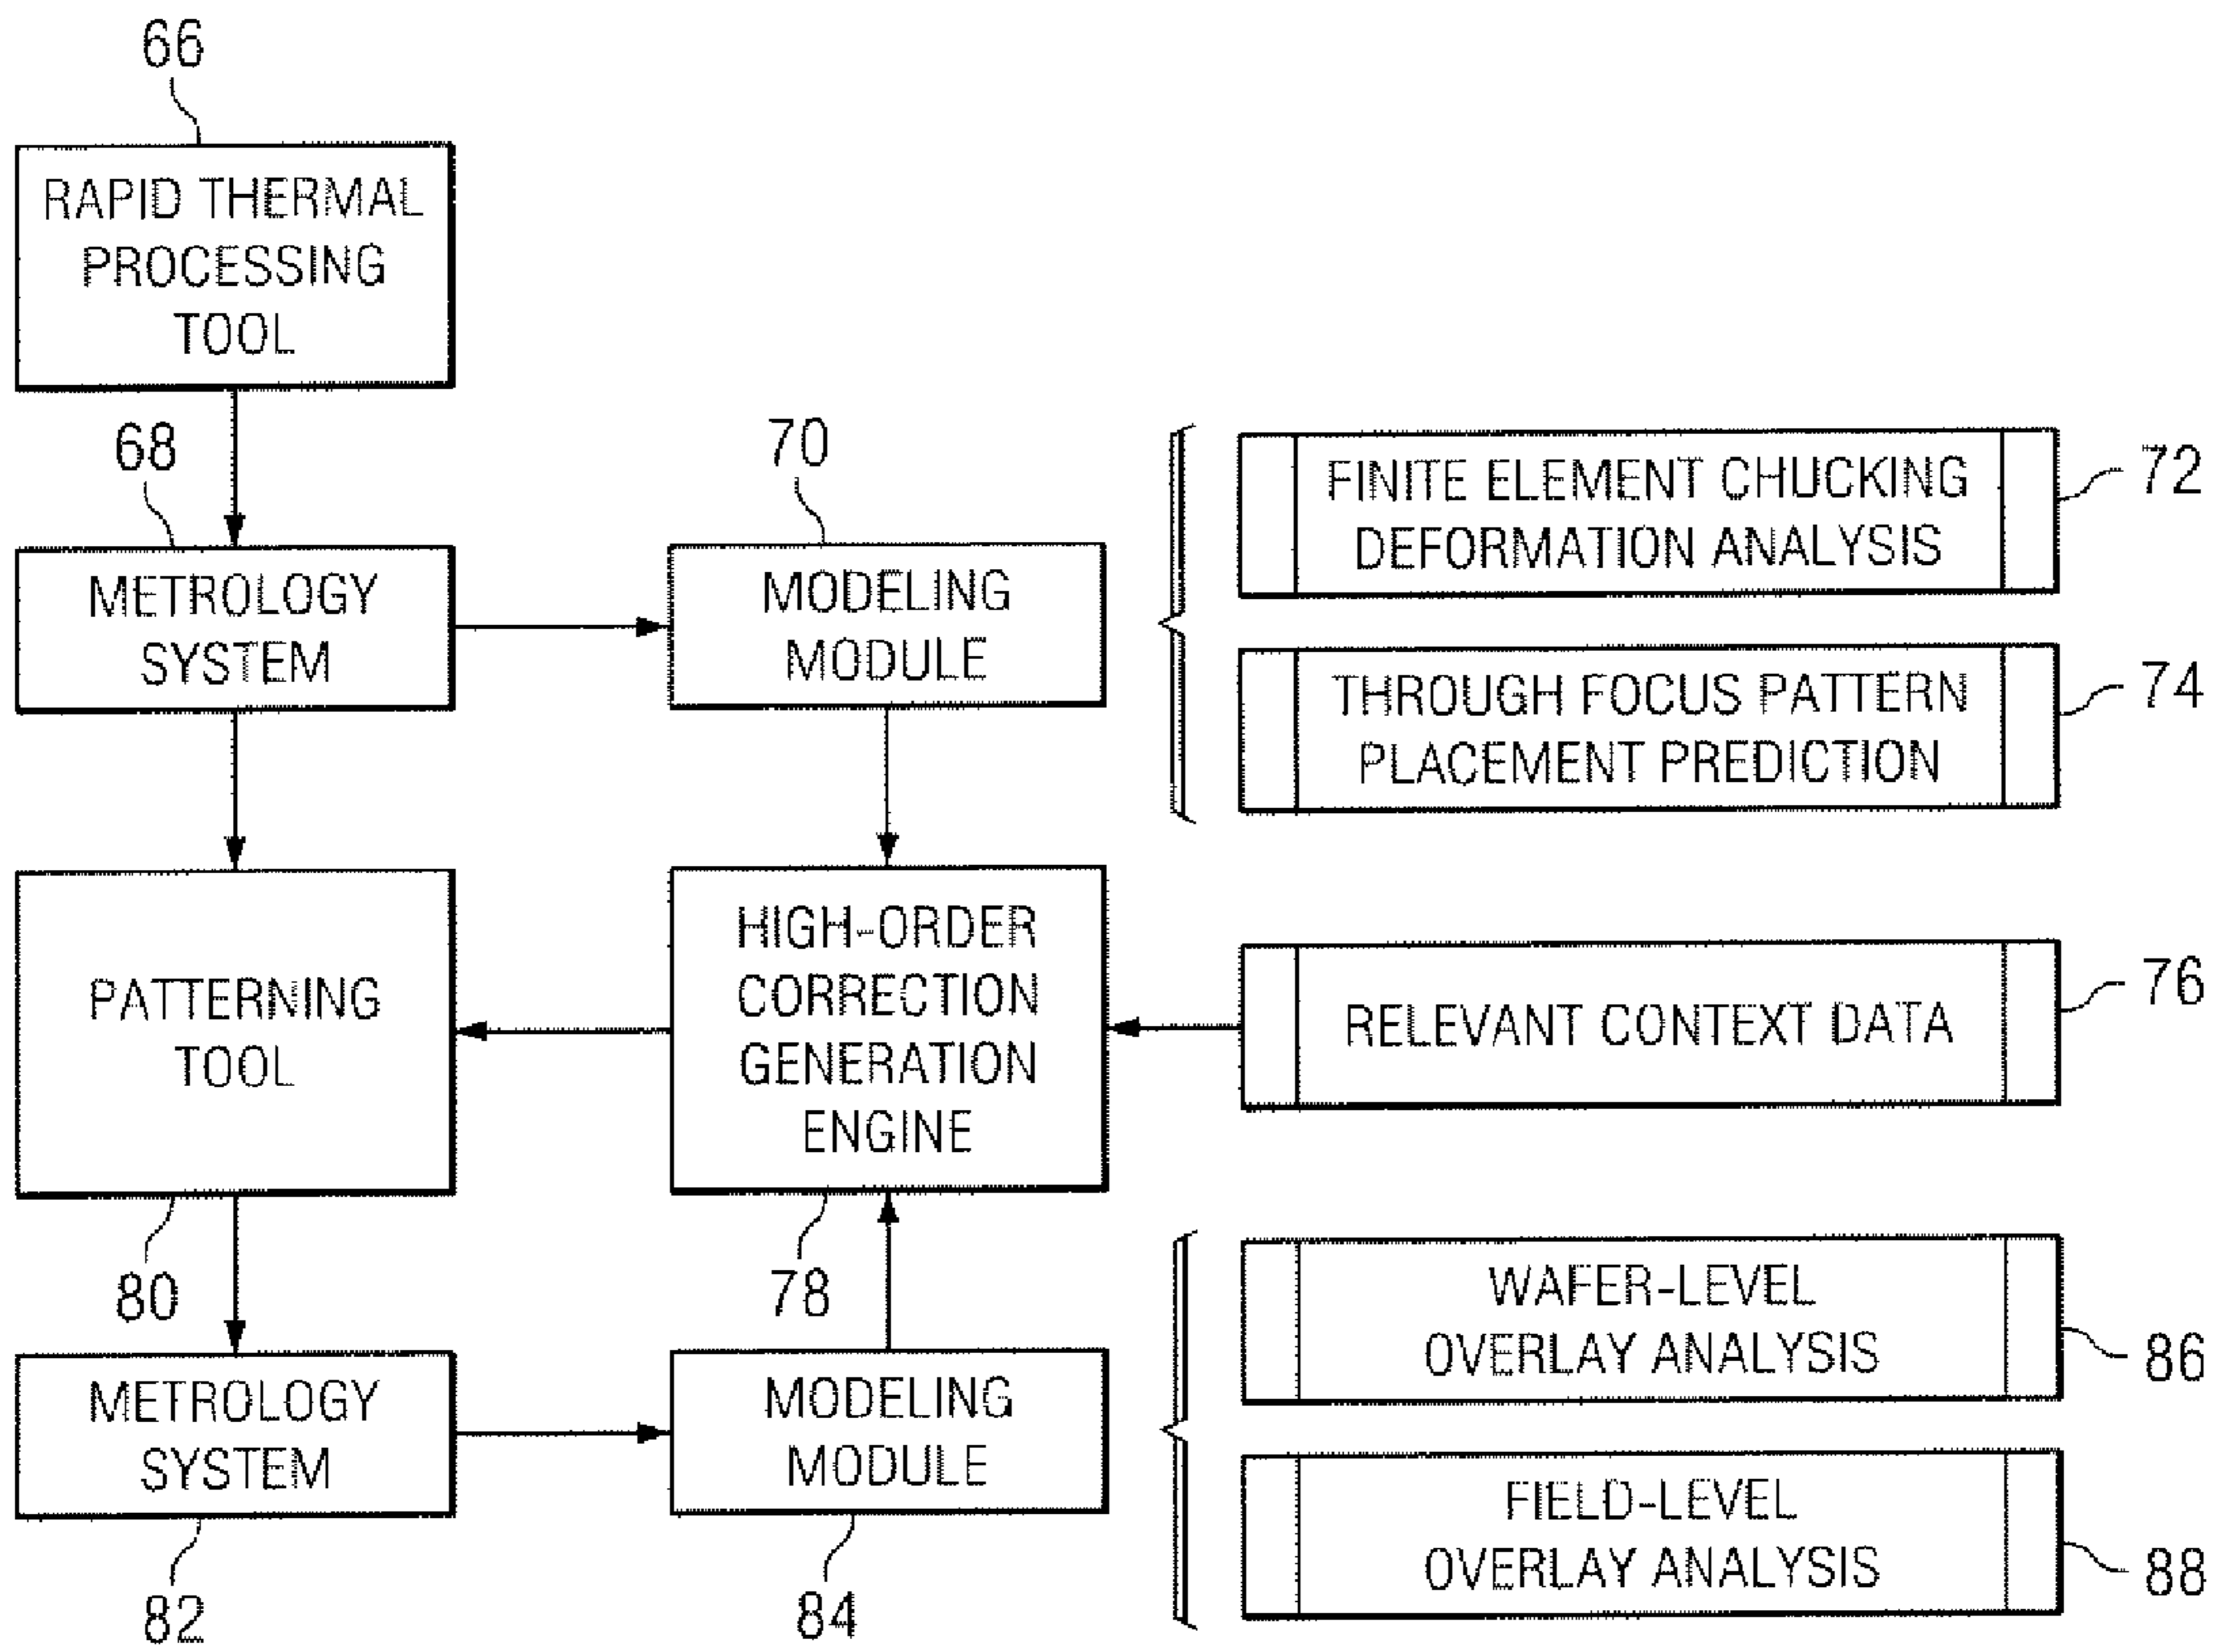 66
RAPID THERMAL
PROCESSING
TOOL
68
METROLOGY
SYSTEM
70
MODELING
MODULE
FINITE ELEMENT CHUCKING
DEFORMATION ANALYSIS
72
THROUGH FOCUS PATTERN
PLACEMENT PREDICTION
74
PATTERNING
TOOL
80
HIGH-ORDER
CORRECTION
GENERATION
ENGINE
78
RELEVANT CONTEXT DATA
76
METROLOGY
SYSTEM
82
MODELING
MODULE
84
WAFER-LEVEL
OVERLAY ANALYSIS
86
FIELD-LEVEL
OVERLAY ANALYSIS
88